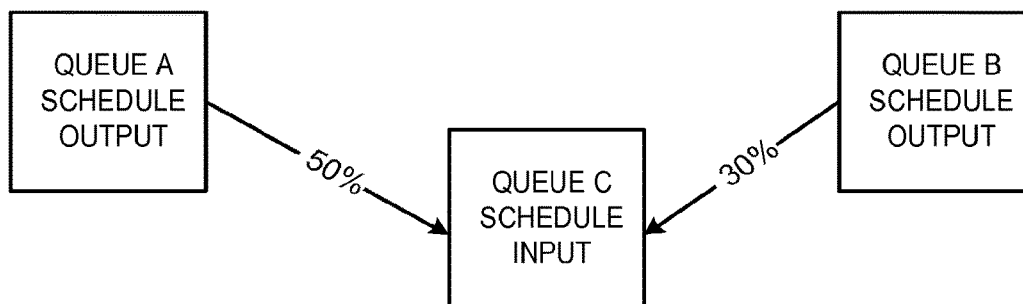 QUEUE A
SCHEDULE
OUTPUT
50%
QUEUE C
SCHEDULE
INPUT
30%
QUEUE B
SCHEDULE
OUTPUT